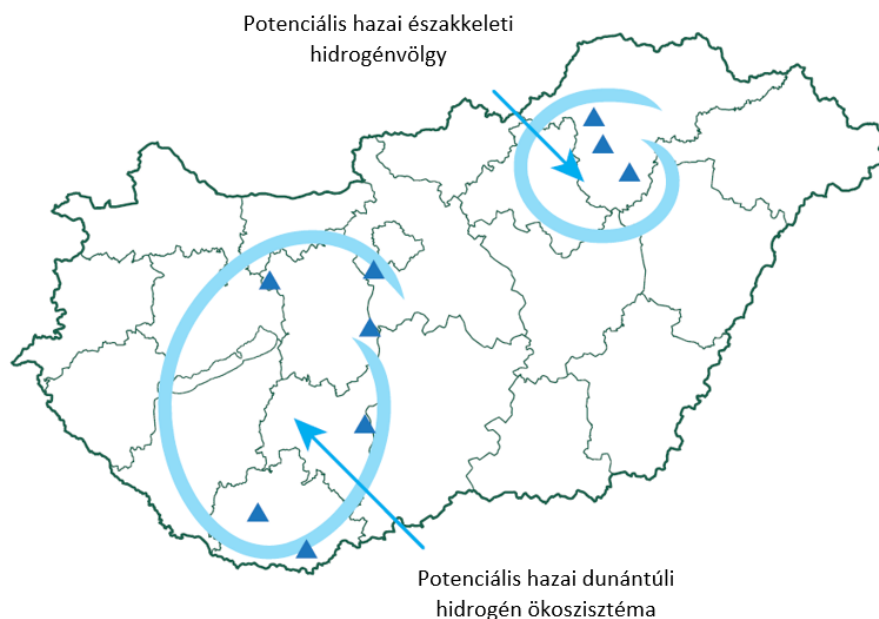 Potenciális hazai északkeleti
hidrogénvölgy
Potenciális hazai dunántúli
hidrogén ökoszisztéma